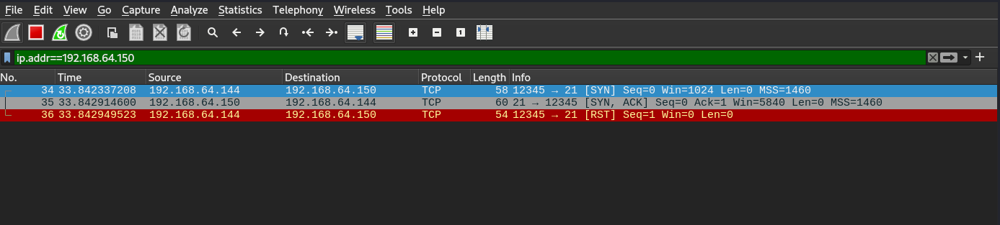 File Edit View Go Capture Analyze Statistics Telephony Wireless Tools Help
ip.addr==192.168.64.150
No. Time Source Destination Protocol Length Info
34 33.842337208 192.168.64.144 192.168.64.150 TCP 58 12345 → 21 [SYN] Seq=0 Win=1024 Len=0 MSS=1460
35 33.842914600 192.168.64.150 192.168.64.144 TCP 60 21 → 12345 [SYN, ACK] Seq=0 Ack=1 Win=5840 Len=0 MSS=1460
36 33.842949523 192.168.64.144 192.168.64.150 TCP 54 12345 → 21 [RST] Seq=1 Win=0 Len=0